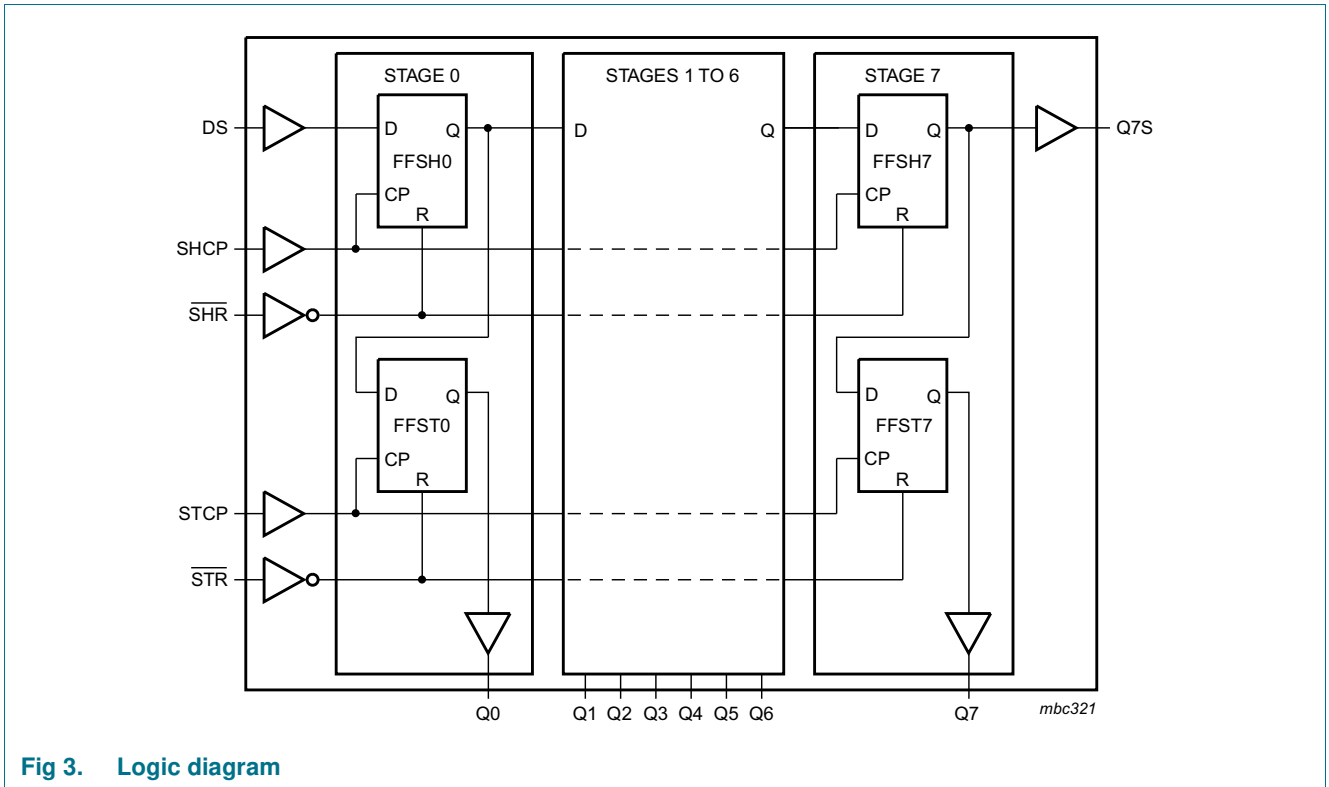 STAGE 0
STAGES 1 TO 6
STAGE 7
DS
D
Q
D
Q
D
Q
Q7S
FFSH0
FFSH7
CP
CP
R
R
SHCP
SHR
D
Q
D
Q
FFST0
FFST7
CP
CP
R
R
STCP
STR
Q0
Q1
Q2
Q3
Q4
Q5
Q6
Q7
mbc321
Fig 3. Logic diagram